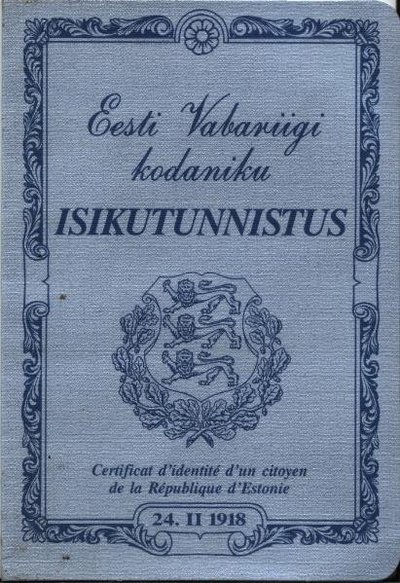 Eesti Vabariigi
kodaniku
ISIKUTUNNISTUS
Certificat d'identité d'un citoyen
de la République d'Estonie
24. II 1918